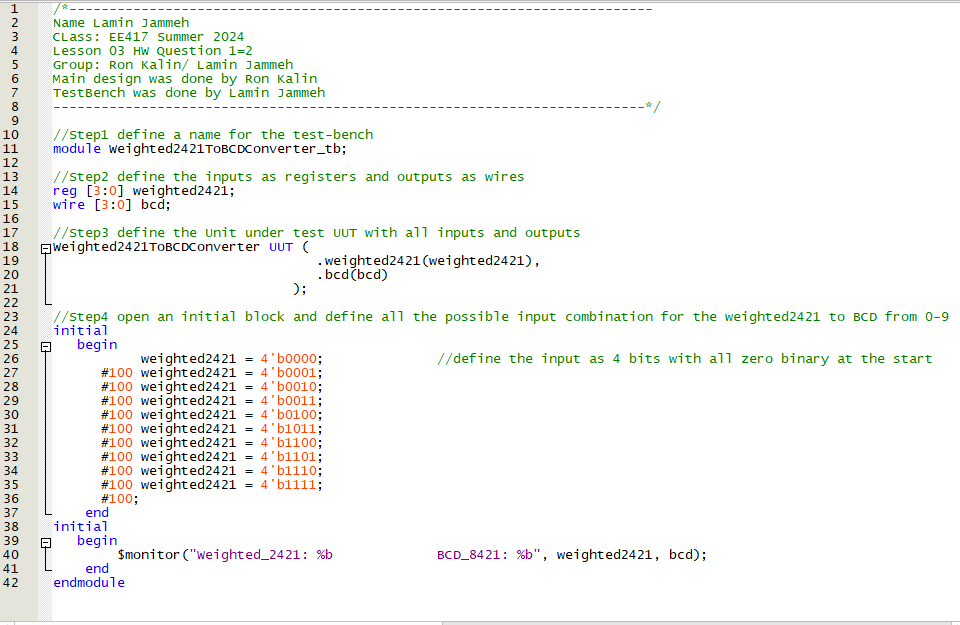 1 /*-------------------------------------------------------------------------
2 Name Lamin Jammeh
3 CLass: EE417 Summer 2024
4 Lesson 03 HW Question 1=2
5 Group: Ron Kalin/ Lamin Jammeh
6 Main design was done by Ron Kalin
7 TestBench was done by Lamin Jammeh
8 --------------------------------------------------------------------------*/
9
10 //Step1 define a name for the test-bench
11 module Weighted2421ToBCDConverter_tb;
12
13 //Step2 define the inputs as registers and outputs as wires
14 reg [3:0] weighted2421;
15 wire [3:0] bcd;
16
17 //Step3 define the Unit under test UUT with all inputs and outputs
18 Weighted2421ToBCDConverter UUT (
19 .weighted2421(weighted2421),
20 .bcd(bcd)
21 );
22
23 //Step4 open an initial block and define all the possible input combination for the weighted2421 to BCD from 0-9
24 initial
25 begin
26 weighted2421 = 4'b0000; //define the input as 4 bits with all zero binary at the start
27 #100 weighted2421 = 4'b0001;
28 #100 weighted2421 = 4'b0010;
29 #100 weighted2421 = 4'b0011;
30 #100 weighted2421 = 4'b0100;
31 #100 weighted2421 = 4'b1011;
32 #100 weighted2421 = 4'b1100;
33 #100 weighted2421 = 4'b1101;
34 #100 weighted2421 = 4'b1110;
35 #100 weighted2421 = 4'b1111;
36 #100;
37 end
38 initial
39 begin
40 $monitor("Weighted_2421: %b BCD_8421: %b", weighted2421, bcd);
41 end
42 endmodule